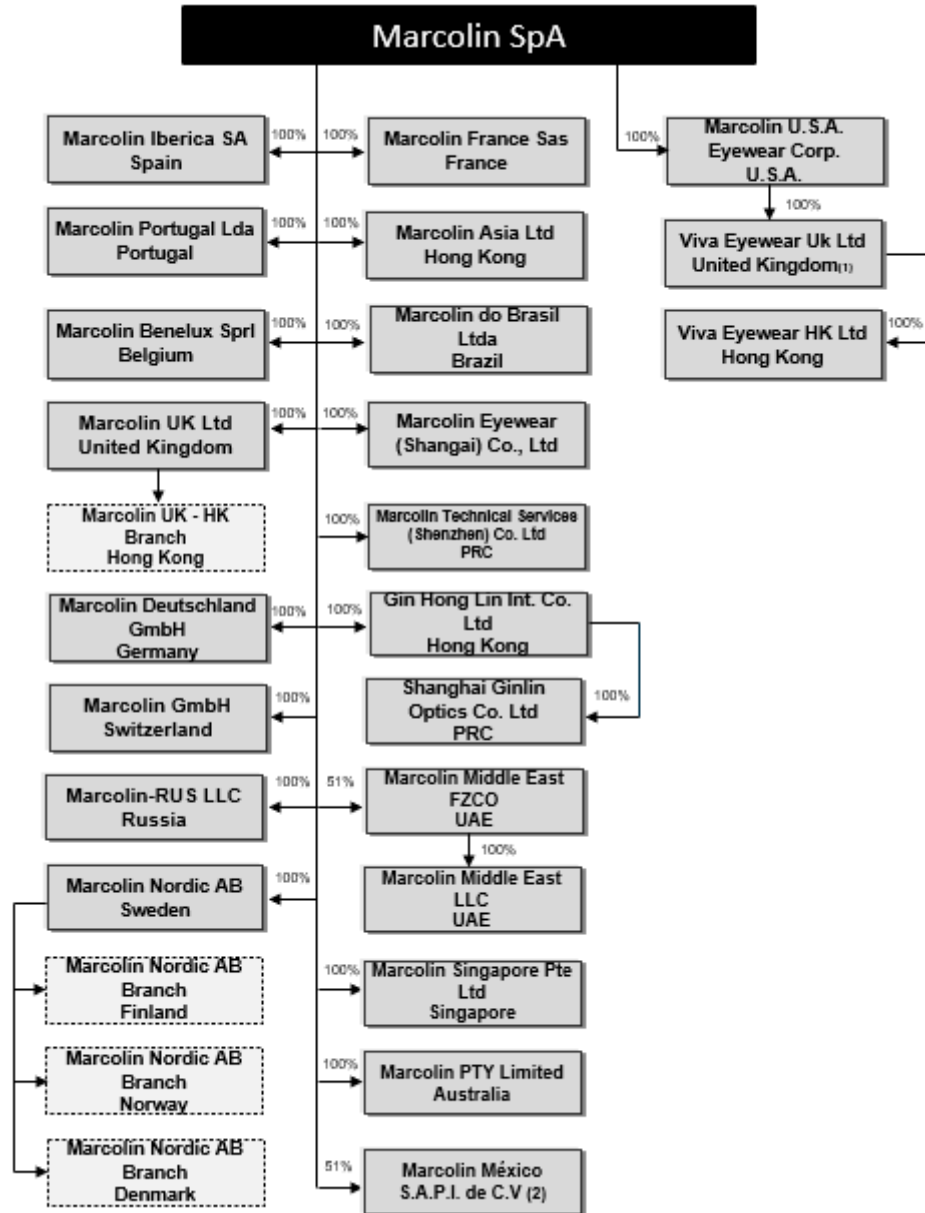 Marcolin SpA
Marcolin Iberica SA
Spain
100%
100%
Marcolin France Sas
France
100%
Marcolin U.S.A.
Eyewear Corp.
U.S.A.
100%
Marcolin Portugal Lda
Portugal
100%
100%
Marcolin Asia Ltd
Hong Kong
Viva Eyewear Uk Ltd
United Kingdom(1)
Marcolin Benelux Sprl
Belgium
100%
100%
Marcolin do Brasil
Ltda
Brazil
Viva Eyewear HK Ltd
Hong Kong
100%
Marcolin UK Ltd
United Kingdom
100%
100%
Marcolin Eyewear
(Shangai) Co., Ltd
Marcolin UK - HK
Branch
Hong Kong
100%
Marcolin Technical Services
(Shenzhen) Co. Ltd
PRC
Marcolin Deutschland
GmbH
Germany
100%
100%
Gin Hong Lin Int. Co.
Ltd
Hong Kong
Marcolin GmbH
Switzerland
100%
Shanghai Ginlin
Optics Co. Ltd
PRC
100%
Marcolin-RUS LLC
Russia
100%
51%
Marcolin Middle East
FZCO
UAE
100%
Marcolin Nordic AB
Sweden
100%
Marcolin Middle East
LLC
UAE
Marcolin Nordic AB
Branch
Finland
100%
Marcolin Singapore Pte
Ltd
Singapore
Marcolin Nordic AB
Branch
Norway
100%
Marcolin PTY Limited
Australia
Marcolin Nordic AB
Branch
Denmark
51%
Marcolin México
S.A.P.I. de C.V (2)